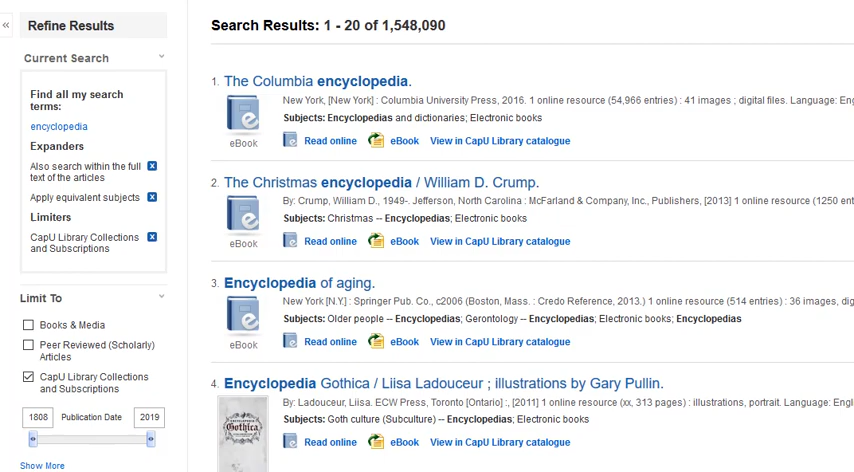 «
Refine Results
Current Search
Find all my search
terms:
encyclopedia
Expanders
Also search within the full
text of the articles
Apply equivalent subjects
Limiters
CapU Library Collections
and Subscriptions
Limit To
Books & Media
Peer Reviewed (Scholarly)
Articles
CapU Library Collections
and Subscriptions
1808 Publication Date 2019
Show More
Search Results: 1 - 20 of 1,548,090
1. The Columbia encyclopedia.
New York, [New York] : Columbia University Press, 2016. 1 online resource (54,966 entries) : 41 images ; digital files. Language: Eng
Subjects: Encyclopedias and dictionaries; Electronic books
eBook
Read online eBook View in CapU Library catalogue
2. The Christmas encyclopedia / William D. Crump.
By: Crump, William D., 1949-. Jefferson, North Carolina : McFarland & Company, Inc., Publishers, [2013] 1 online resource (1250 ent
Subjects: Christmas -- Encyclopedias; Electronic books
eBook
Read online eBook View in CapU Library catalogue
3. Encyclopedia of aging.
New York [N.Y.] : Springer Pub. Co., c2006 (Boston, Mass. : Credo Reference, 2013.) 1 online resource (514 entries) : 36 images, dig
Subjects: Older people -- Encyclopedias; Gerontology -- Encyclopedias; Electronic books; Encyclopedias
eBook
Read online eBook View in CapU Library catalogue
4. Encyclopedia Gothica / Liisa Ladouceur ; illustrations by Gary Pullin.
By: Ladouceur, Liisa. ECW Press, Toronto [Ontario] :, [2011] 1 online resource (xx, 313 pages) : illustrations, portrait. Language: Engl
Subjects: Goth culture (Subculture) -- Encyclopedias; Electronic books
Gothica
Read online eBook View in CapU Library catalogue